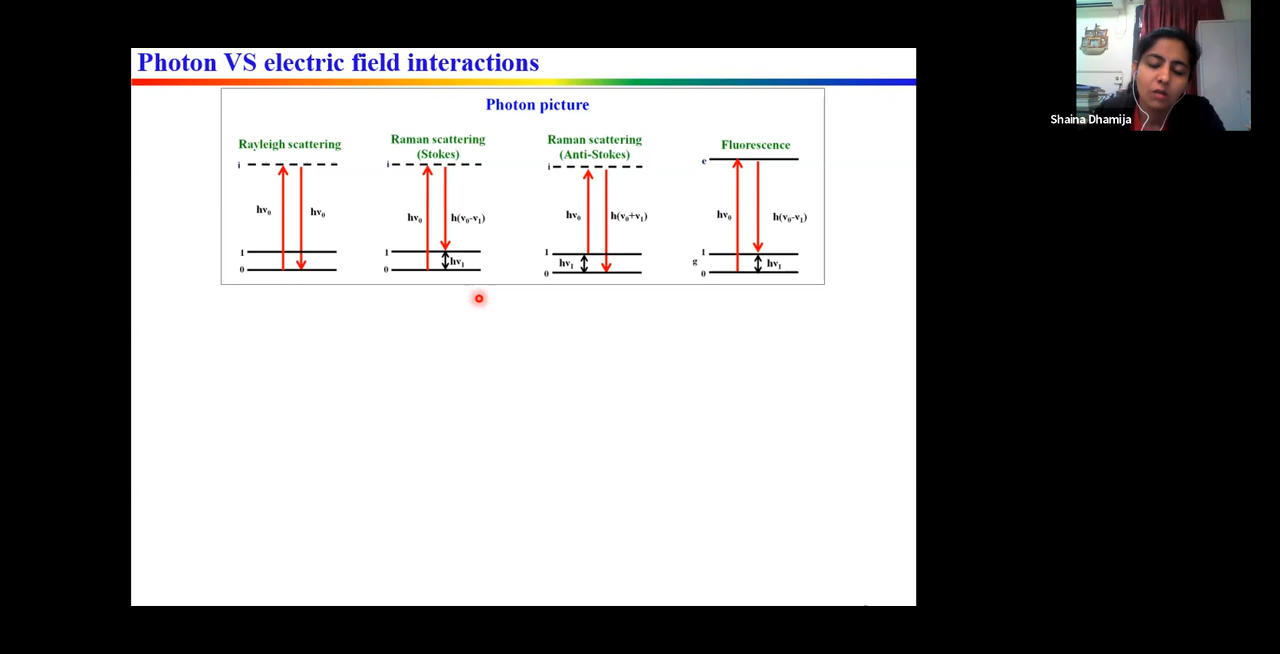 Photon VS electric field interactions
Photon picture
Rayleigh scattering
i
hν₀
hν₀
1
0
Raman scattering
(Stokes)
i
hν₀
h(ν₀-ν₁)
1
hν₁
0
Raman scattering
(Anti-Stokes)
i
hν₀
h(ν₀+ν₁)
1
hν₁
0
Fluorescence
e
hν₀
h(ν₀-ν₁)
1
g
hν₁
0
Shaina Dhamija